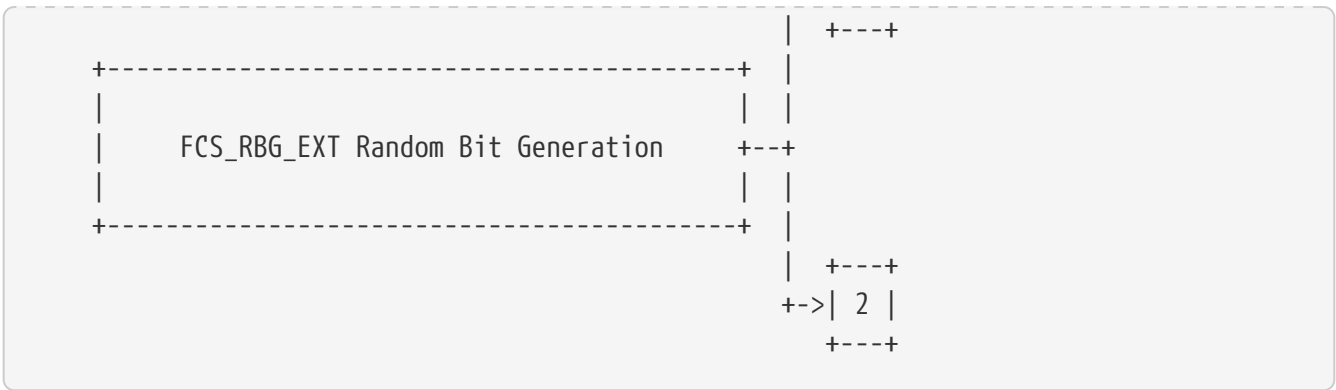 |  +---+
+-------------------------------------------+  |
|                                           |  |
|     FCS_RBG_EXT Random Bit Generation     +--+
|                                           |  |
+-------------------------------------------+  |
                                               |  +---+
                                               +->| 2 |
                                                  +---+